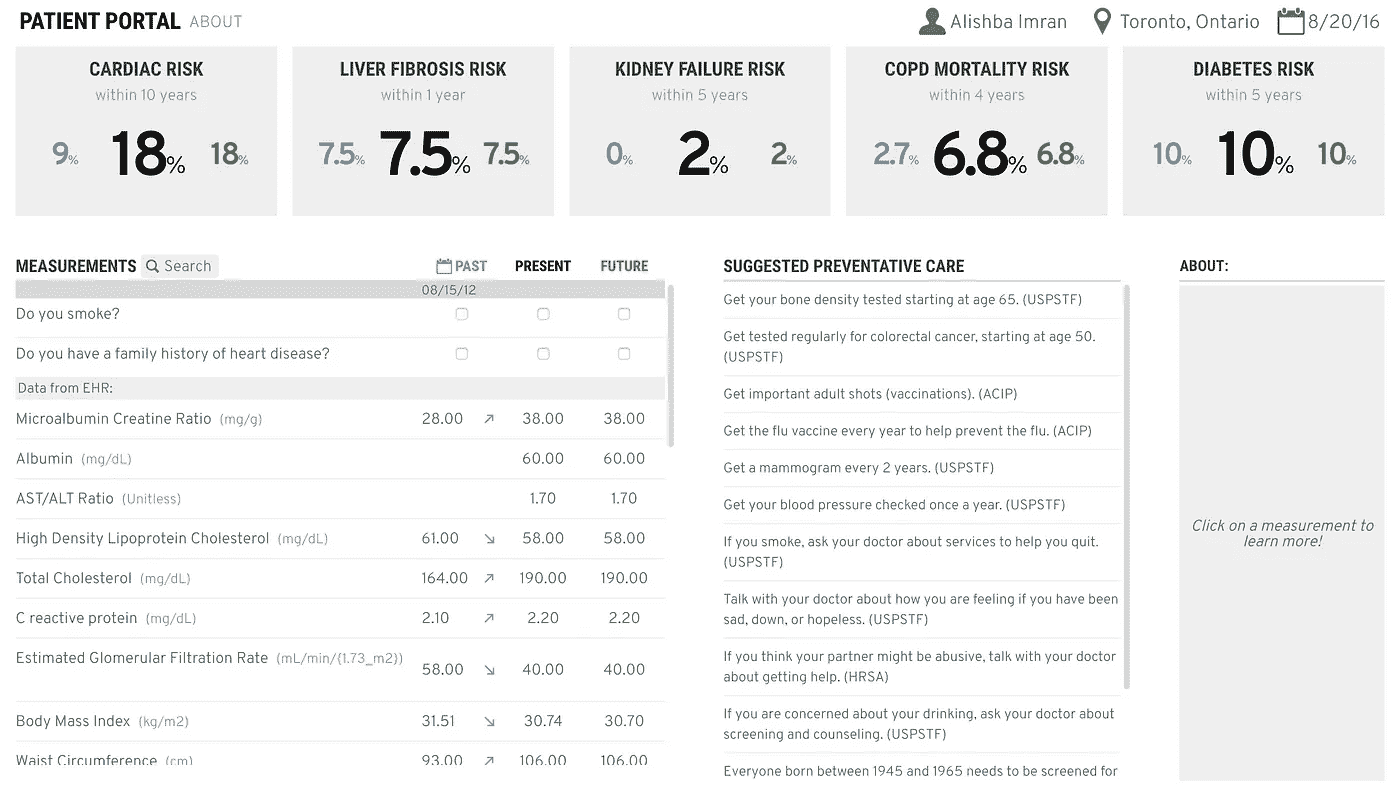 PATIENT PORTAL ABOUT
Alishba Imran Toronto, Ontario 8/20/16
CARDIAC RISK
within 10 years
9% 18% 18%
LIVER FIBROSIS RISK
within 1 year
7.5% 7.5% 7.5%
KIDNEY FAILURE RISK
within 5 years
0% 2% 2%
COPD MORTALITY RISK
within 4 years
2.7% 6.8% 6.8%
DIABETES RISK
within 5 years
10% 10% 10%
MEASUREMENTS Search PAST PRESENT FUTURE
08/15/12
Do you smoke?
Do you have a family history of heart disease?
Data from EHR:
Microalbumin Creatine Ratio (mg/g) 28.00 ↗ 38.00 38.00
Albumin (mg/dL) 60.00 60.00
AST/ALT Ratio (Unitless) 1.70 1.70
High Density Lipoprotein Cholesterol (mg/dL) 61.00 ↘ 58.00 58.00
Total Cholesterol (mg/dL) 164.00 ↗ 190.00 190.00
C reactive protein (mg/dL) 2.10 ↗ 2.20 2.20
Estimated Glomerular Filtration Rate (mL/min/{1.73_m2}) 58.00 ↘ 40.00 40.00
Body Mass Index (kg/m2) 31.51 ↘ 30.74 30.70
Waist Circumference (cm) 93.00 ↗ 106.00 106.00
SUGGESTED PREVENTATIVE CARE
Get your bone density tested starting at age 65. (USPSTF)
Get tested regularly for colorectal cancer, starting at age 50.
(USPSTF)
Get important adult shots (vaccinations). (ACIP)
Get the flu vaccine every year to help prevent the flu. (ACIP)
Get a mammogram every 2 years. (USPSTF)
Get your blood pressure checked once a year. (USPSTF)
If you smoke, ask your doctor about services to help you quit.
(USPSTF)
Talk with your doctor about how you are feeling if you have been
sad, down, or hopeless. (USPSTF)
If you think your partner might be abusive, talk with your doctor
about getting help. (HRSA)
If you are concerned about your drinking, ask your doctor about
screening and counseling. (USPSTF)
Everyone born between 1945 and 1965 needs to be screened for
ABOUT:
Click on a measurement to
learn more!